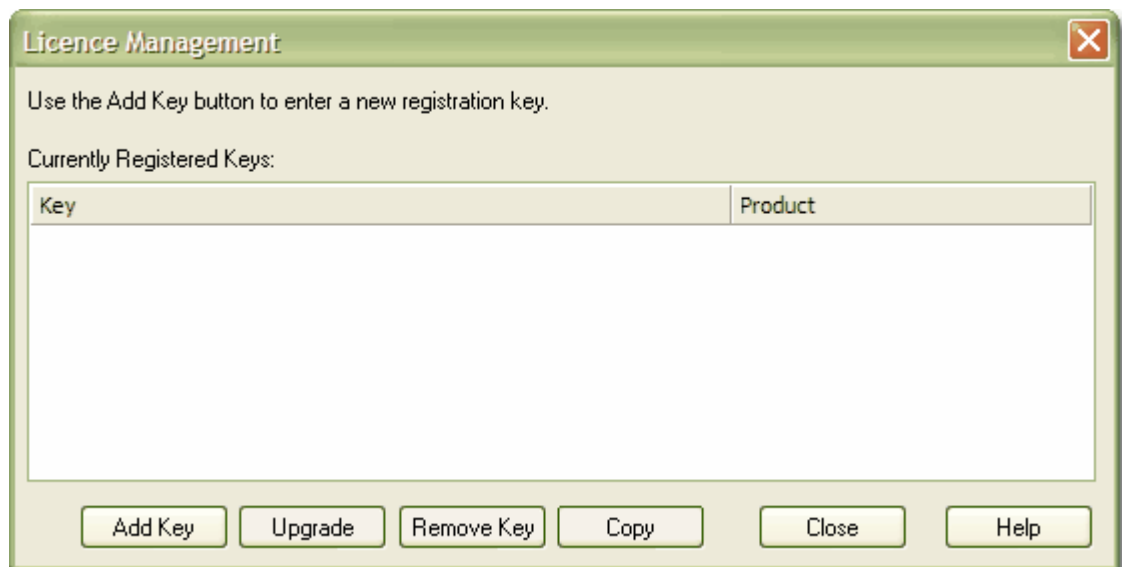 Licence Management
Use the Add Key button to enter a new registration key.
Currently Registered Keys:
Key Product
Add Key Upgrade Remove Key Copy Close Help